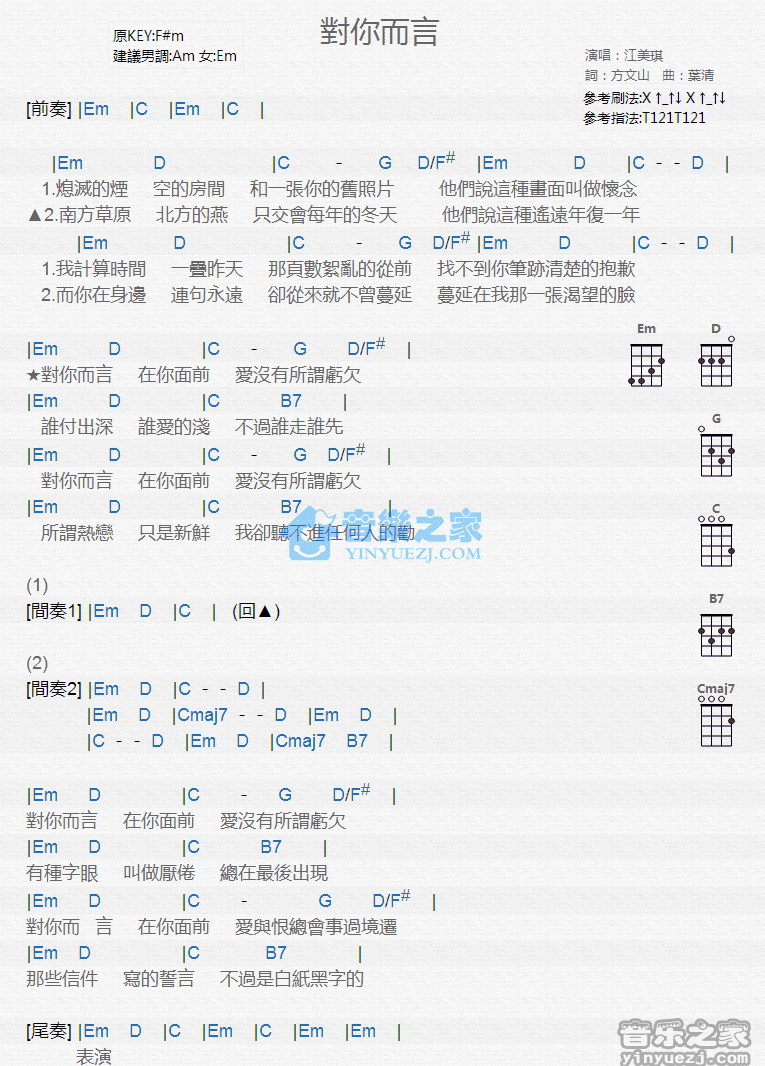 對你而言
原KEY:F#m
建議男調:Am 女:Em
演唱：江美琪
詞：方文山　曲：葉清
參考刷法:X ↑_↑↓ X ↑_↑↓
參考指法:T121T121
[前奏] |Em |C |Em |C |
|Em D |C - G D/F# |Em D |C - - D |
1.熄滅的煙 空的房間 和一張你的舊照片 他們說這種畫面叫做懷念
▲2.南方草原 北方的燕 只交會每年的冬天 他們說這種遙遠年復一年
|Em D |C - G D/F# |Em D |C - - D |
1.我計算時間 一疊昨天 那頁數絮亂的從前 找不到你筆跡清楚的抱歉
2.而你在身邊 連句永遠 卻從來就不曾蔓延 蔓延在我那一張渴望的臉
|Em D |C - G D/F# |
★對你而言 在你面前 愛沒有所謂虧欠
|Em D |C B7 |
誰付出深 誰愛的淺 不過誰走誰先
|Em D |C - G D/F# |
對你而言 在你面前 愛沒有所謂虧欠
|Em D |C B7 |
所謂熱戀 只是新鮮 我卻聽不進任何人的勸
音樂之家
YINYUEZJ.COM
(1)
[間奏1] |Em D |C | (回▲)
(2)
[間奏2] |Em D |C - - D |
|Em D |Cmaj7 - - D |Em D |
|C - - D |Em D |Cmaj7 B7 |
|Em D |C - G D/F# |
對你而言 在你面前 愛沒有所謂虧欠
|Em D |C B7 |
有種字眼 叫做厭倦 總在最後出現
|Em D |C - G D/F# |
對你而 言 在你面前 愛與恨總會事過境遷
|Em D |C B7 |
那些信件 寫的誓言 不過是白紙黑字的
[尾奏] |Em D |C |Em |C |Em |Em |
表演
Em D
G
C
B7
Cmaj7
音乐之家
yinyuezj.com